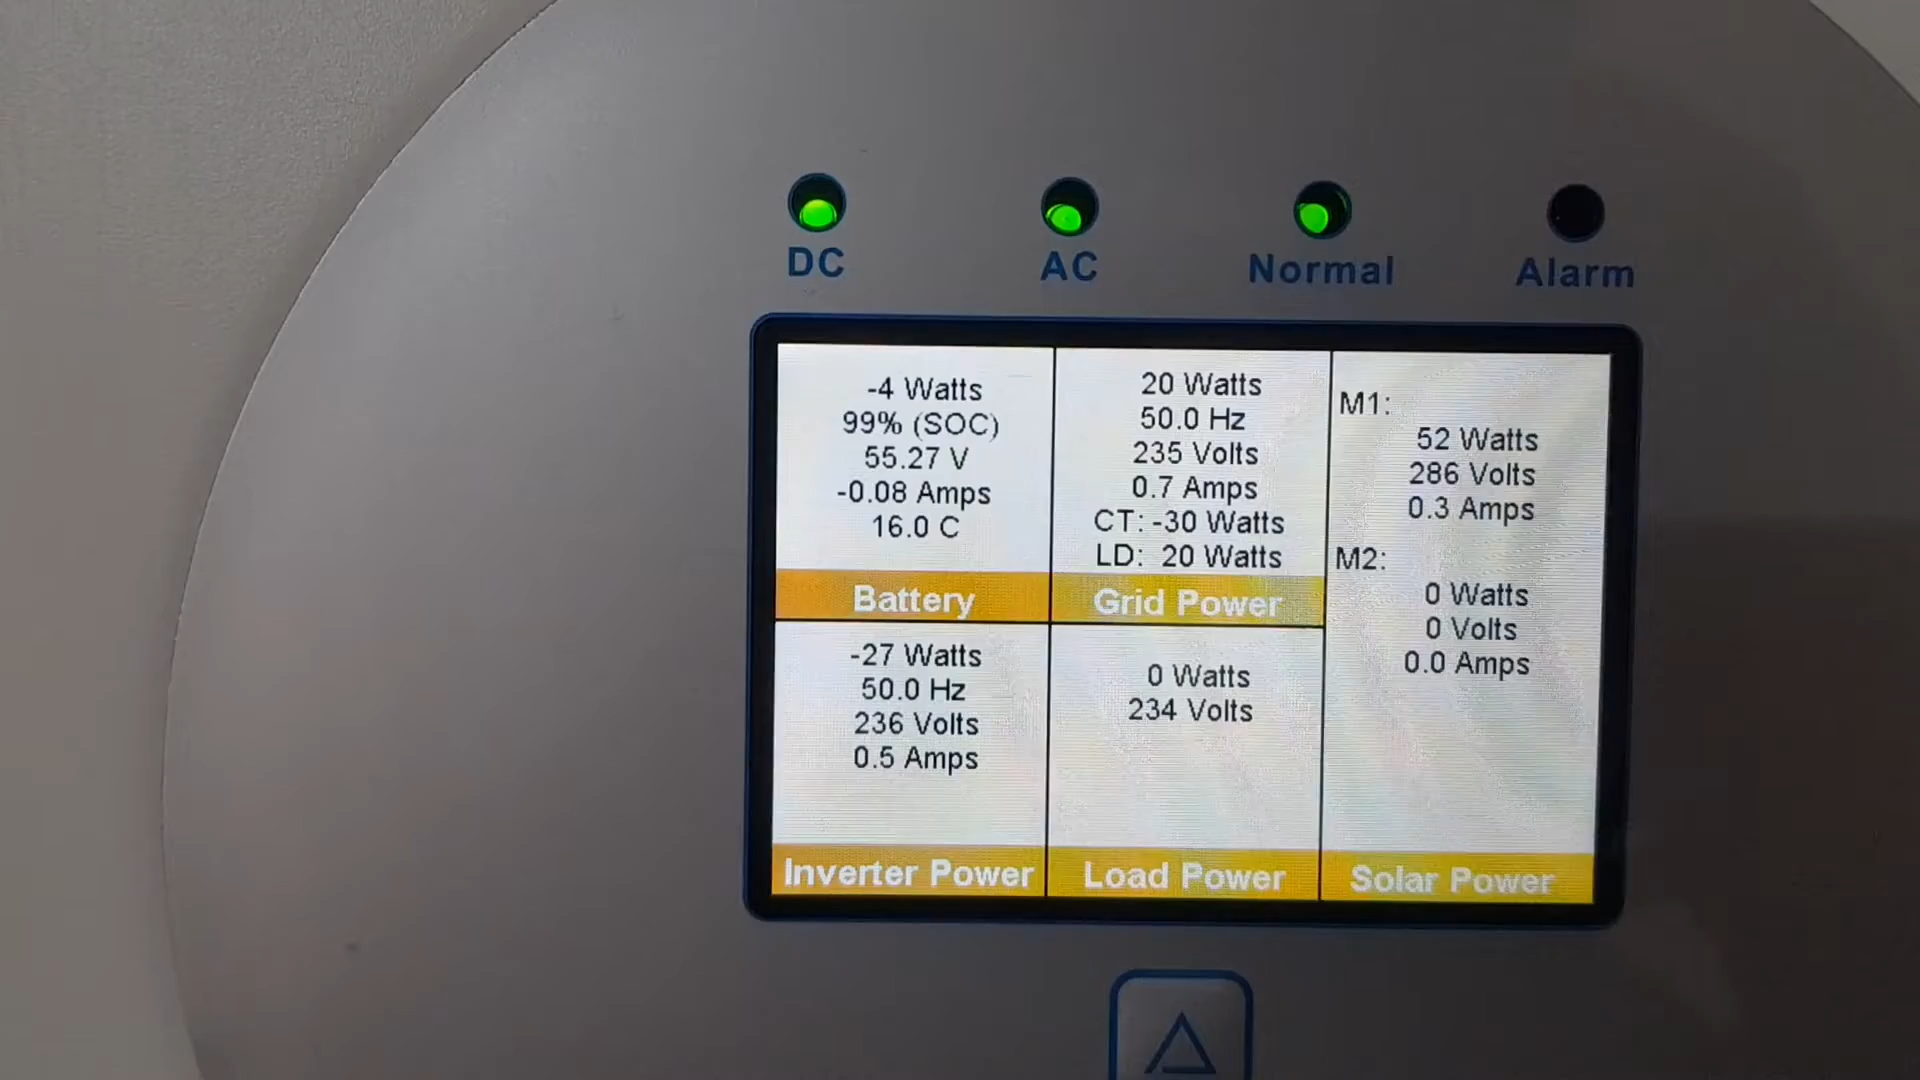 DC
AC
Normal
Alarm
-4 Watts
99% (SOC)
55.27 V
-0.08 Amps
16.0 C
Battery
20 Watts
50.0 Hz
235 Volts
0.7 Amps
CT: -30 Watts
LD: 20 Watts
Grid Power
M1:
52 Watts
286 Volts
0.3 Amps
M2:
0 Watts
0 Volts
0.0 Amps
Solar Power
-27 Watts
50.0 Hz
236 Volts
0.5 Amps
Inverter Power
0 Watts
234 Volts
Load Power